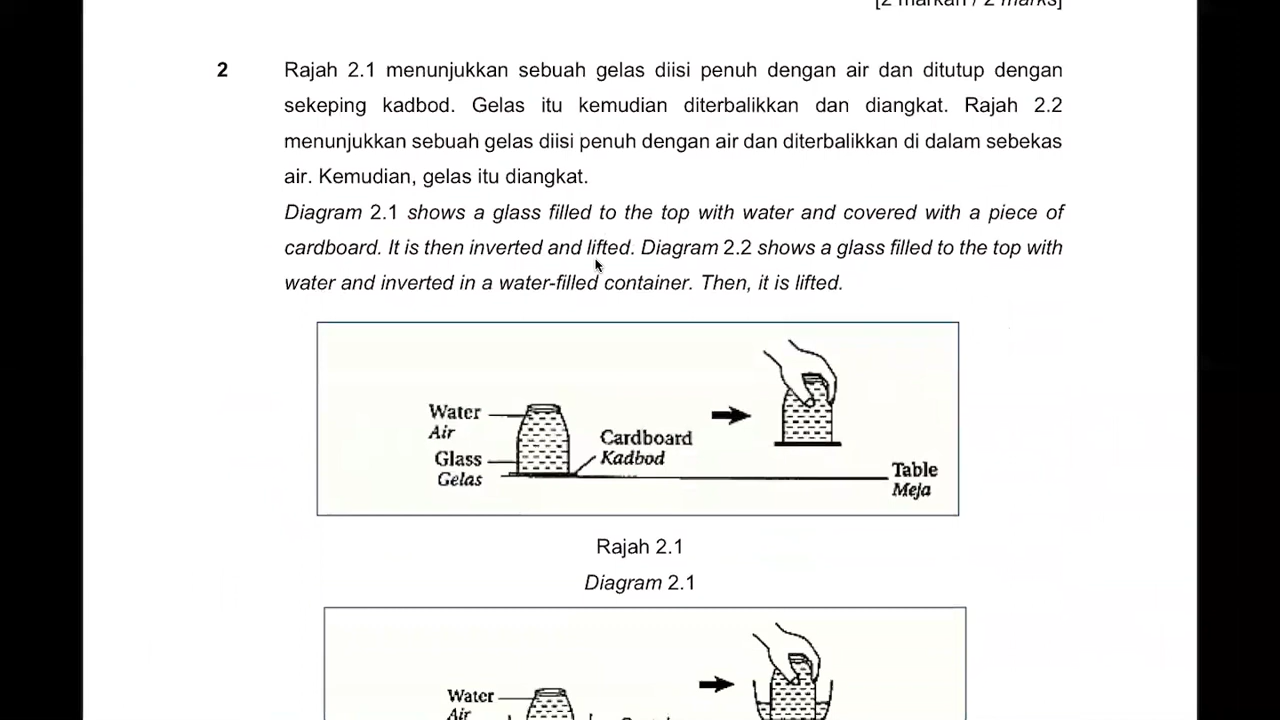 [2 markah / 2 marks]
2 Rajah 2.1 menunjukkan sebuah gelas diisi penuh dengan air dan ditutup dengan
sekeping kadbod. Gelas itu kemudian diterbalikkan dan diangkat. Rajah 2.2
menunjukkan sebuah gelas diisi penuh dengan air dan diterbalikkan di dalam sebekas
air. Kemudian, gelas itu diangkat.
Diagram 2.1 shows a glass filled to the top with water and covered with a piece of
cardboard. It is then inverted and lifted. Diagram 2.2 shows a glass filled to the top with
water and inverted in a water-filled container. Then, it is lifted.
Water
Air
Glass
Gelas
Cardboard
Kadbod
Table
Meja
Rajah 2.1
Diagram 2.1
Water
Air